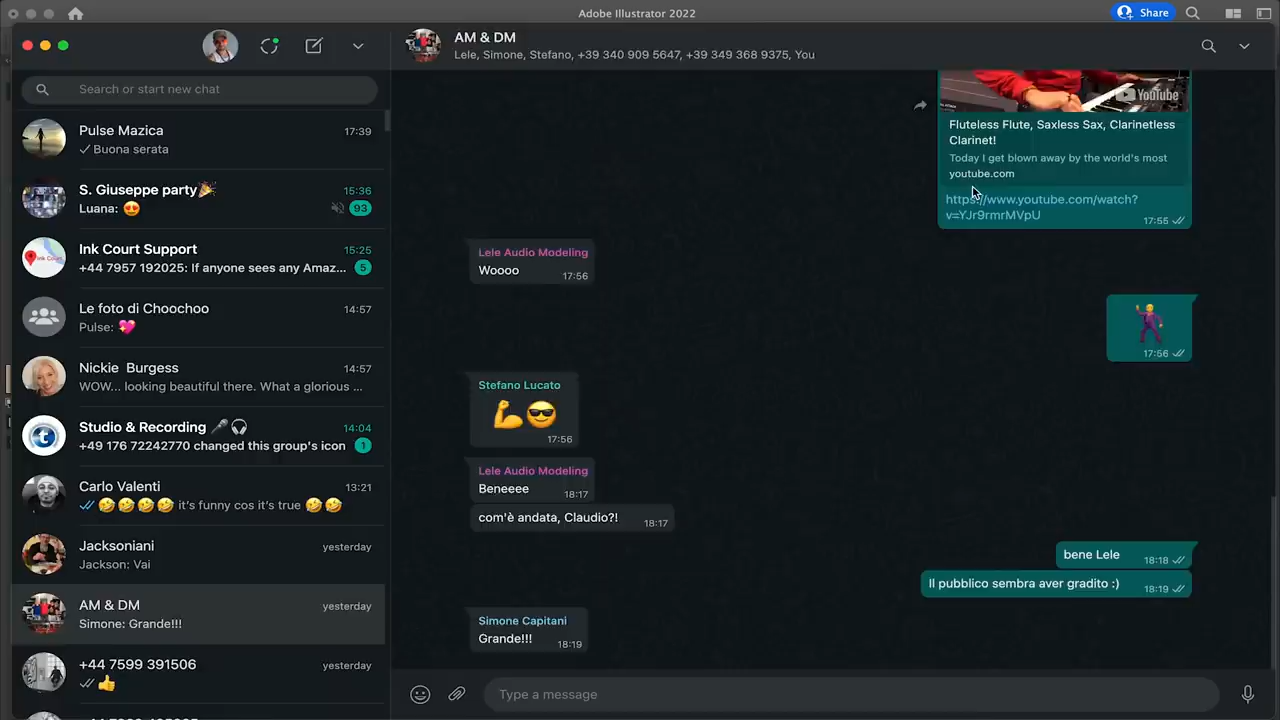 Adobe Illustrator 2022
Share
AM & DM
Lele, Simone, Stefano, +39 340 909 5647, +39 349 368 9375, You
Search or start new chat
Pulse Mazica
17:39
Buona serata
S. Giuseppe party🎉
15:36
Luana: 😍
93
Ink Court Support
15:25
+44 7957 192025: If anyone sees any Amaz...
5
Le foto di Choochoo
14:57
Pulse: 💖
Nickie Burgess
14:57
WOW... looking beautiful there. What a glorious ...
Studio & Recording 🎤🎧
14:04
+49 176 72242770 changed this group's icon
1
Carlo Valenti
13:21
🤣🤣🤣🤣 it's funny cos it's true 🤣🤣
Jacksoniani
yesterday
Jackson: Vai
AM & DM
yesterday
Simone: Grande!!!
+44 7599 391506
yesterday
👍
YouTube
Fluteless Flute, Saxless Sax, Clarinetless
Clarinet!
Today I get blown away by the world's most
youtube.com
https://www.youtube.com/watch?
v=YJr9rmrMVpU
17:55
Lele Audio Modeling
Woooo
17:56
17:56
Stefano Lucato
💪😎
17:56
Lele Audio Modeling
Beneeee
18:17
com'è andata, Claudio?!
18:17
bene Lele
18:18
Il pubblico sembra aver gradito :)
18:19
Simone Capitani
Grande!!!
18:19
Type a message